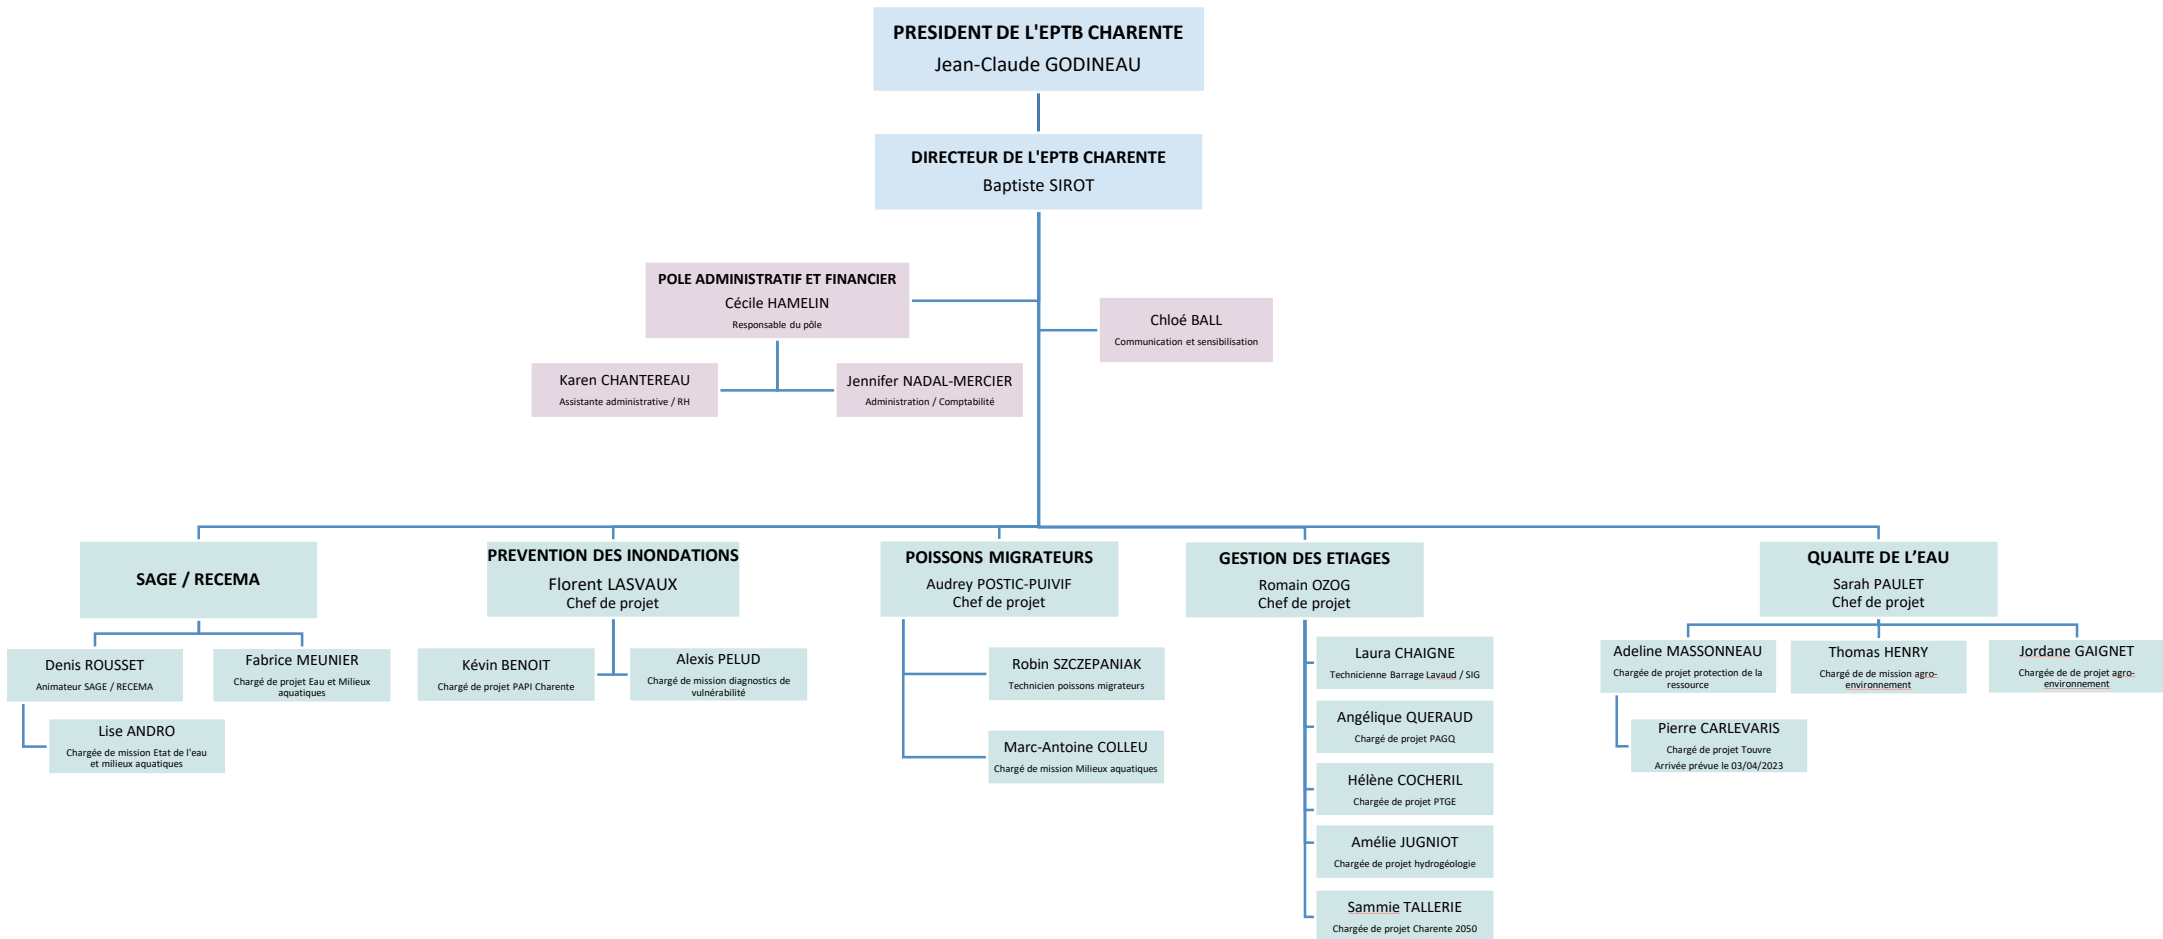 PRESIDENT DE L'EPTB CHARENTE
Jean-Claude GODINEAU
DIRECTEUR DE L'EPTB CHARENTE
Baptiste SIROT
POLE ADMINISTRATIF ET FINANCIER
Cécile HAMELIN
Responsable du pôle
Chloé BALL
Communication et sensibilisation
Karen CHANTEREAU
Assistante administrative / RH
Jennifer NADAL-MERCIER
Administration / Comptabilité
SAGE / RECEMA
Denis ROUSSET
Animateur SAGE / RECEMA
Fabrice MEUNIER
Chargé de projet Eau et Milieux
aquatiques
Lise ANDRO
Chargée de mission Etat de l'eau
et milieux aquatiques
PREVENTION DES INONDATIONS
Florent LASVAUX
Chef de projet
Kévin BENOIT
Chargé de projet PAPI Charente
Alexis PELUD
Chargé de mission diagnostics de
vulnérabilité
POISSONS MIGRATEURS
Audrey POSTIC-PUIVIF
Chef de projet
Robin SZCZEPANIAK
Technicien poissons migrateurs
Marc-Antoine COLLEU
Chargé de mission Milieux aquatiques
GESTION DES ETIAGES
Romain OZOG
Chef de projet
Laura CHAIGNE
Technicienne Barrage Lavaud / SIG
Angélique QUERAUD
Chargé de projet PAGQ
Hélène COCHERIL
Chargée de projet PTGE
Amélie JUGNIOT
Chargée de projet hydrogéologie
Sammie TALLERIE
Chargée de projet Charente 2050
QUALITE DE L’EAU
Sarah PAULET
Chef de projet
Adeline MASSONNEAU
Chargée de projet protection de la
ressource
Thomas HENRY
Chargé de de mission agro-
environnement
Jordane GAIGNET
Chargée de de projet agro-
environnement
Pierre CARLEVARIS
Chargé de projet Touvre
Arrivée prévue le 03/04/2023